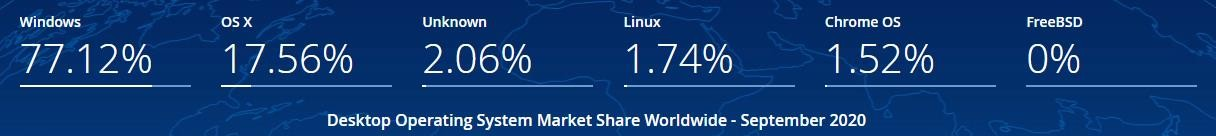 Windows OS X Unknown Linux Chrome OS FreeBSD
77.12% 17.56% 2.06% 1.74% 1.52% 0%
Desktop Operating System Market Share Worldwide - September 2020